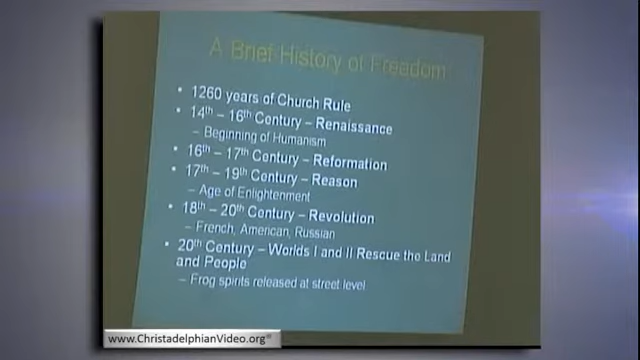 A Brief History of Freedom
• 1260 years of Church Rule
• 14th – 16th Century – Renaissance
– Beginning of Humanism
• 16th – 17th Century – Reformation
• 17th – 19th Century – Reason
– Age of Enlightenment
• 18th – 20th Century – Revolution
– French, American, Russian
• 20th Century – Worlds I and II Rescue the Land
and People
– Frog spirits released at street level
www.ChristadelphianVideo.org®